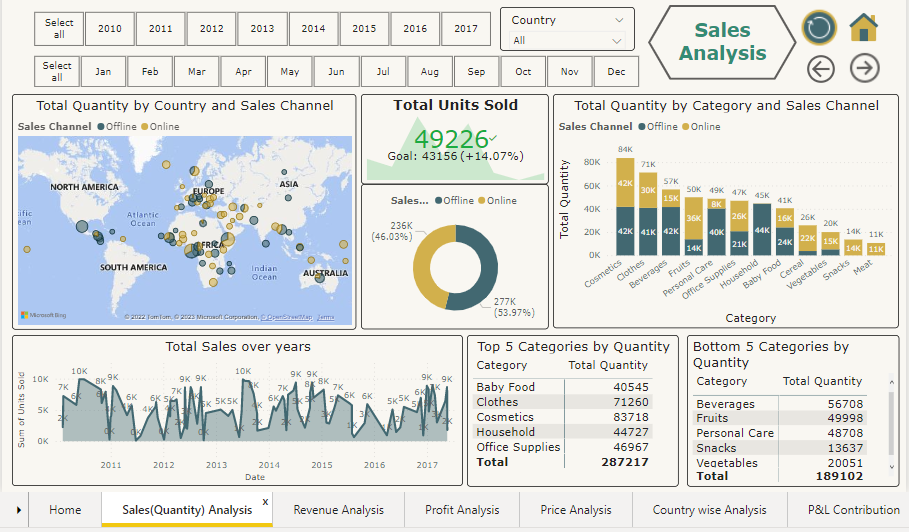 Select all
2010
2011
2012
2013
2014
2015
2016
2017
Country
All
Sales
Analysis
Select all
Jan
Feb
Mar
Apr
May
Jun
Jul
Aug
Sep
Oct
Nov
Dec
Total Quantity by Country and Sales Channel
Sales Channel Offline Online
NORTH AMERICA
EUROPE
ASIA
Atlantic
Ocean
AFRICA
SOUTH AMERICA
Indian
Ocean
AUSTRALIA
Microsoft Bing
© 2022 TomTom, © 2023 Microsoft Corporation, © OpenStreetMap Terms
Total Units Sold
49226
Goal: 43156 (+14.07%)
Sales... Offline Online
236K
(46.03%)
277K
(53.97%)
Total Quantity by Category and Sales Channel
Sales Channel Offline Online
Total Quantity
80K
60K
40K
20K
0K
84K
71K
57K
50K
49K
47K
45K
41K
26K
20K
14K
11K
42K
30K
15K
36K
8K
26K
16K
22K
15K
14K
11K
42K
41K
42K
14K
40K
21K
44K
24K
Cosmetics
Clothes
Beverages
Fruits
Personal Care
Office Supplies
Household
Baby Food
Cereal
Vegetables
Snacks
Meat
Category
Total Sales over years
Sum of Units Sold
10K
5K
0K
2011
2012
2013
2014
2015
2016
2017
Date
Top 5 Categories by Quantity
Category Total Quantity
Baby Food 40545
Clothes 71260
Cosmetics 83718
Household 44727
Office Supplies 46967
Total 287217
Bottom 5 Categories by
Quantity
Category Total Quantity
Beverages 56708
Fruits 49998
Personal Care 48708
Snacks 13637
Vegetables 20051
Total 189102
Home
Sales(Quantity) Analysis
x
Revenue Analysis
Profit Analysis
Price Analysis
Country wise Analysis
P&L Contribution